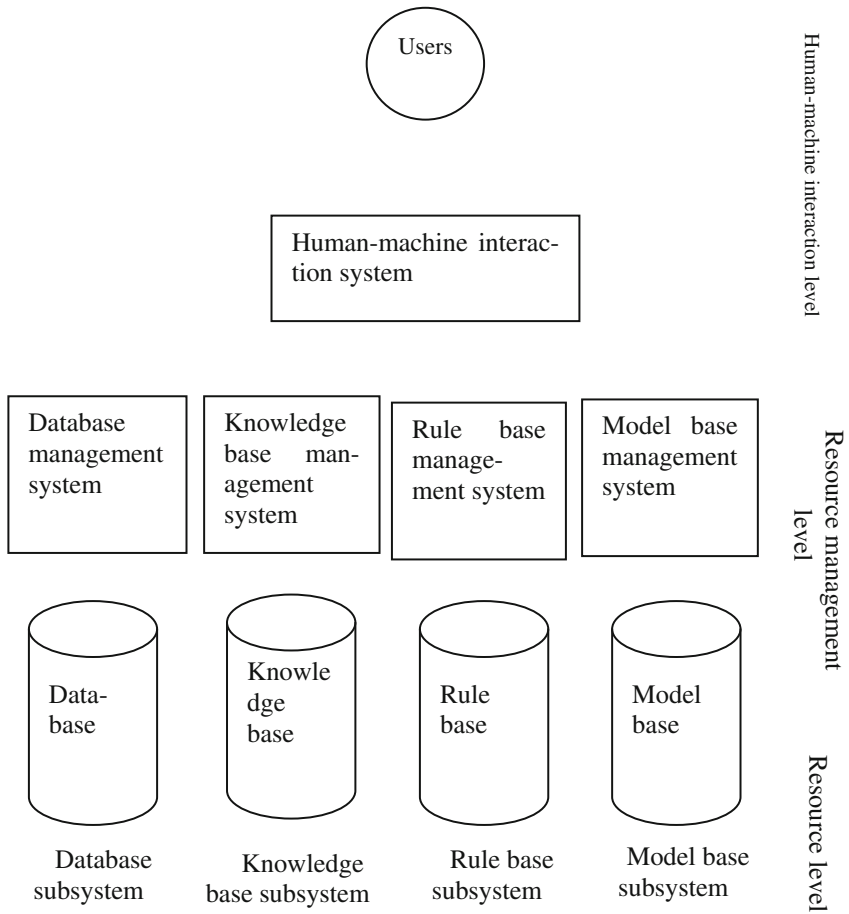 Users
Human-machine interaction level
Human-machine interac-
tion system
Database
management
system
Knowledge
base man-
agement
system
Rule base
manage-
ment system
Model base
management
system
Resource management
level
Data-
base
Knowle
dge
base
Rule
base
Model
base
Resource level
Database
subsystem
Knowledge
base subsystem
Rule base
subsystem
Model base
subsystem